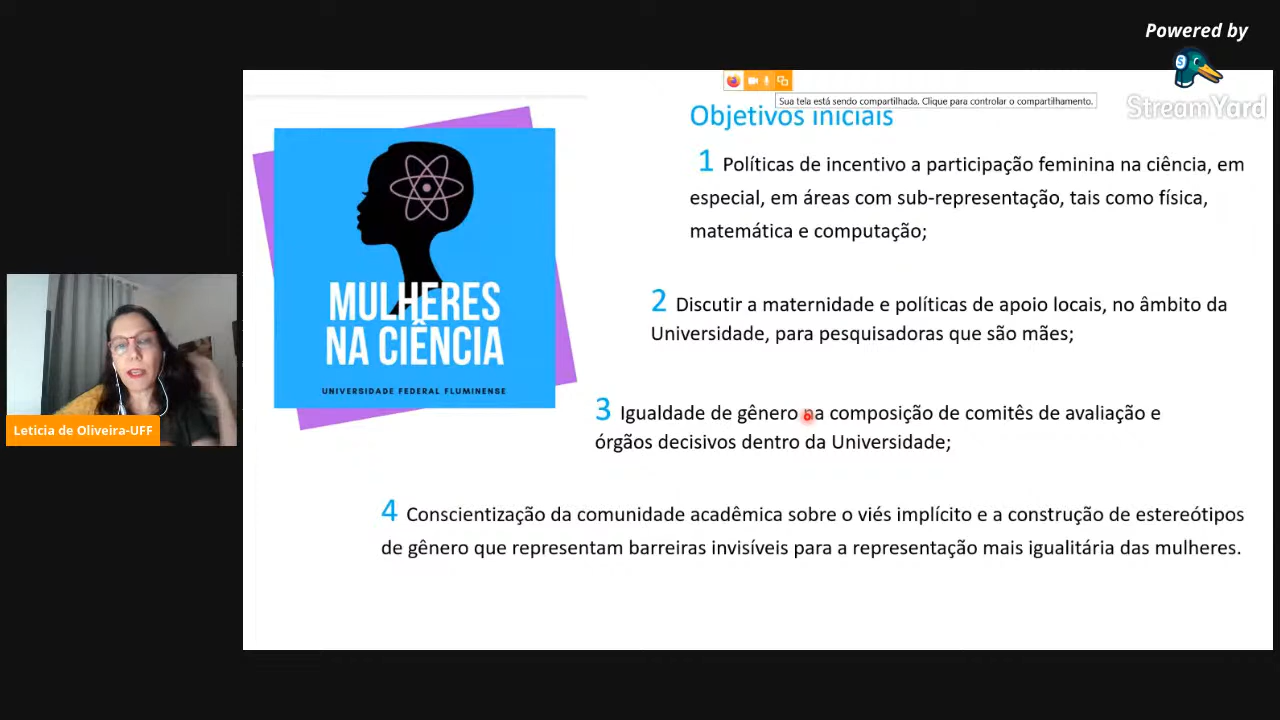 Powered by
StreamYard
Sua tela está sendo compartilhada. Clique para controlar o compartilhamento.
Objetivos iniciais
1 Políticas de incentivo a participação feminina na ciência, em
especial, em áreas com sub-representação, tais como física,
matemática e computação;
MULHERES
NA CIÊNCIA
UNIVERSIDADE FEDERAL FLUMINENSE
2 Discutir a maternidade e políticas de apoio locais, no âmbito da
Universidade, para pesquisadoras que são mães;
3 Igualdade de gênero na composição de comitês de avaliação e
órgãos decisivos dentro da Universidade;
Leticia de Oliveira-UFF
4 Conscientização da comunidade acadêmica sobre o viés implícito e a construção de estereótipos
de gênero que representam barreiras invisíveis para a representação mais igualitária das mulheres.